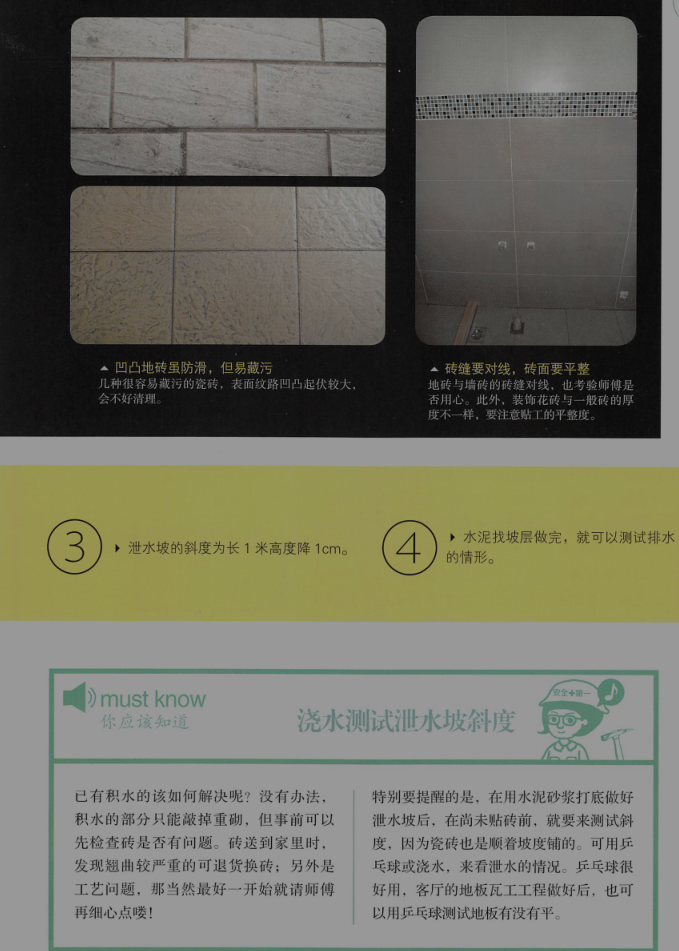 ▲ 凹凸地砖虽防滑，但易藏污
几种很容易藏污的瓷砖，表面纹路凹凸起伏较大，
会不好清理。
▲ 砖缝要对线，砖面要平整
地砖与墙砖的砖缝对线，也考验师傅是
否用心。此外，装饰花砖与一般砖的厚
度不一样，要注意贴工的平整度。
3 ▶ 泄水坡的斜度为长 1 米高度降 1cm。
4 ▶ 水泥找坡层做完，就可以测试排水
的情形。
must know
你应该知道
浇水测试泄水坡斜度
安全+第一
已有积水的该如何解决呢？没有办法，
积水的部分只能敲掉重砌，但事前可以
先检查砖是否有问题。砖送到家里时，
发现翘曲较严重的可退货换砖；另外是
工艺问题，那当然最好一开始就请师傅
再细心点喽！
特别要提醒的是，在用水泥砂浆打底做好
泄水坡后，在尚未贴砖前，就要来测试斜
度，因为瓷砖也是顺着坡度铺的。可用乒
乓球或浇水，来看泄水的情况。乒乓球很
好用，客厅的地板瓦工工程做好后，也可
以用乒乓球测试地板有没有平。